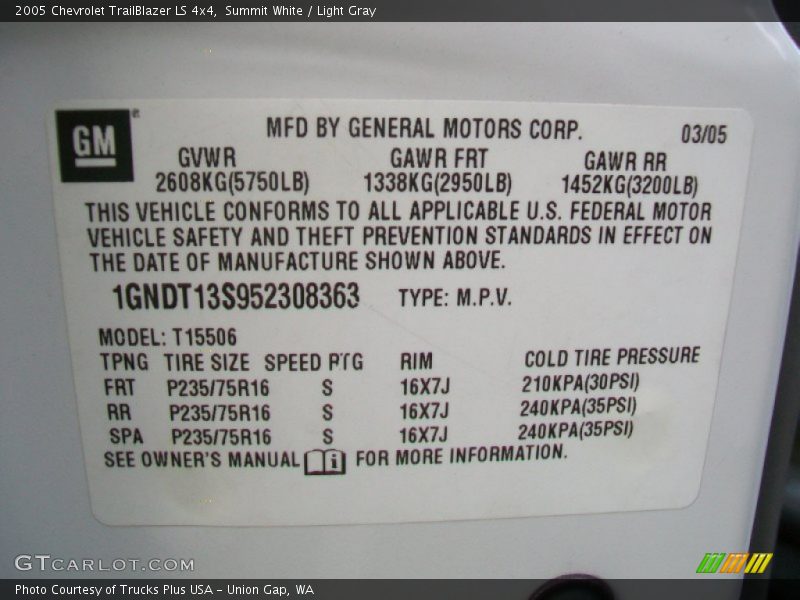 2005 Chevrolet TrailBlazer LS 4x4, Summit White / Light Gray
GM
MFD BY GENERAL MOTORS CORP. 03/05
GVWR GAWR FRT GAWR RR
2608KG(5750LB) 1338KG(2950LB) 1452KG(3200LB)
THIS VEHICLE CONFORMS TO ALL APPLICABLE U.S. FEDERAL MOTOR
VEHICLE SAFETY AND THEFT PREVENTION STANDARDS IN EFFECT ON
THE DATE OF MANUFACTURE SHOWN ABOVE.
1GNDT13S952308363 TYPE: M.P.V.
MODEL: T15506
TPNG TIRE SIZE SPEED RTG RIM COLD TIRE PRESSURE
FRT P235/75R16 S 16X7J 210KPA(30PSI)
RR P235/75R16 S 16X7J 240KPA(35PSI)
SPA P235/75R16 S 16X7J 240KPA(35PSI)
SEE OWNER'S MANUAL i FOR MORE INFORMATION.
GTCARLOT.COM
Photo Courtesy of Trucks Plus USA - Union Gap, WA